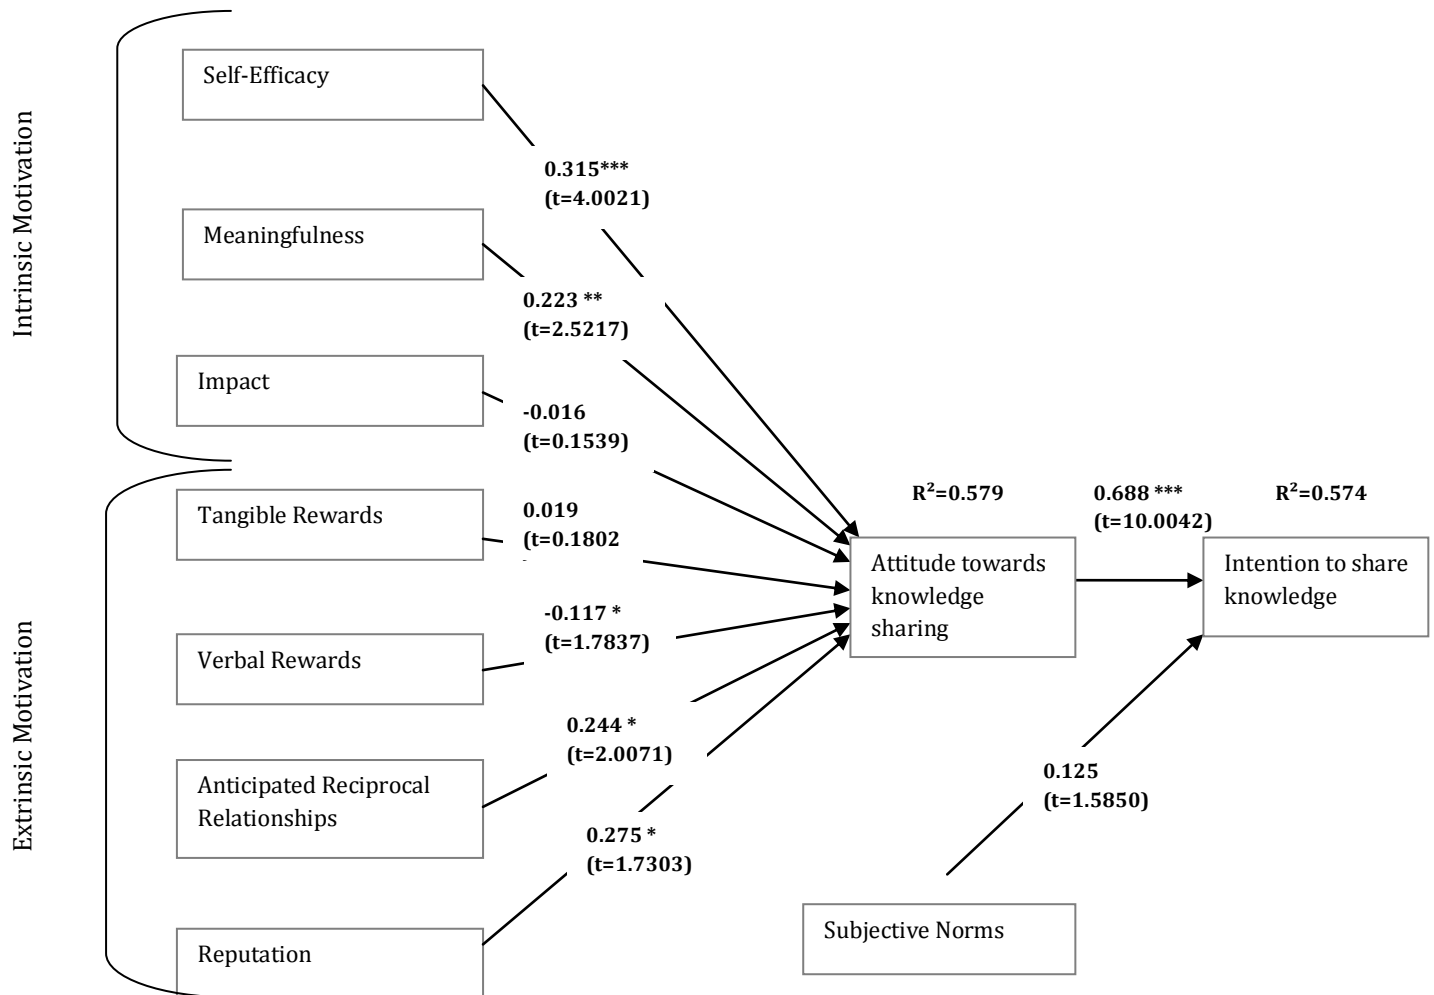 Intrinsic Motivation
Self-Efficacy
0.315***
(t=4.0021)
Meaningfulness
0.223 **
(t=2.5217)
Impact
-0.016
(t=0.1539)
Extrinsic Motivation
Tangible Rewards
0.019
(t=0.1802
Verbal Rewards
-0.117 *
(t=1.7837)
Anticipated Reciprocal
Relationships
0.244 *
(t=2.0071)
Reputation
0.275 *
(t=1.7303)
R²=0.579
Attitude towards
knowledge
sharing
0.688 ***
(t=10.0042)
R²=0.574
Intention to share
knowledge
0.125
(t=1.5850)
Subjective Norms